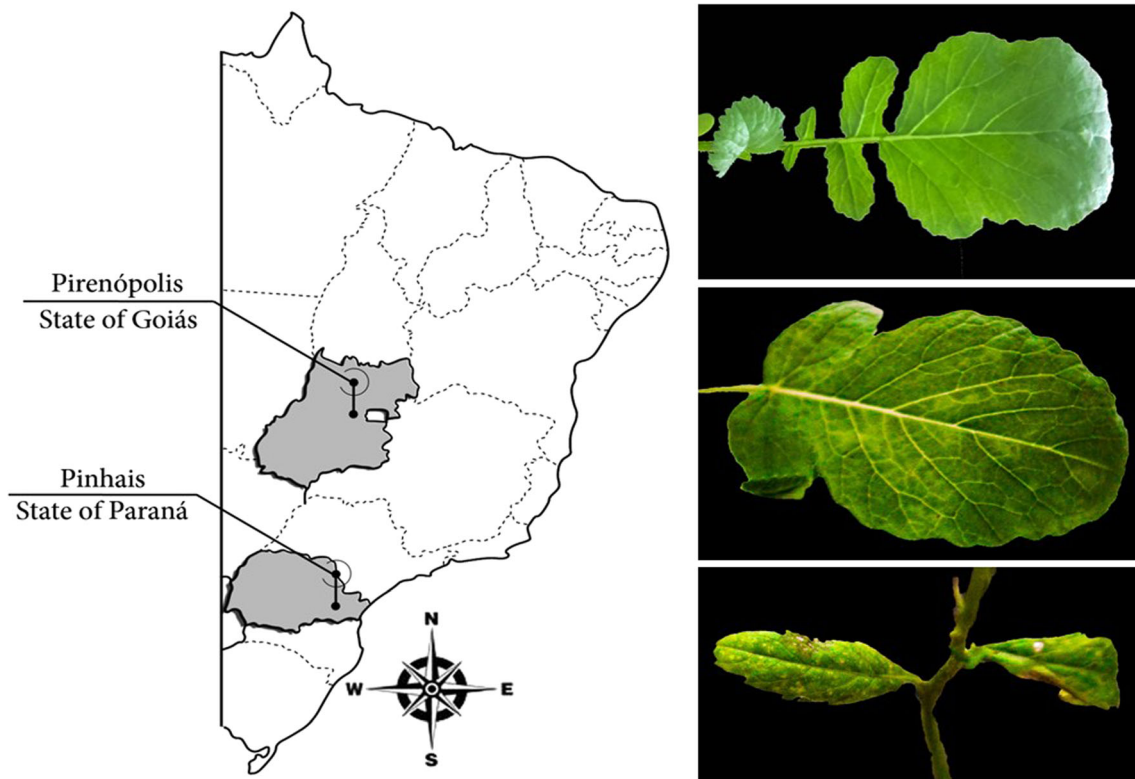 Pirenópolis
State of Goiás
Pinhais
State of Paraná
N
W E
S